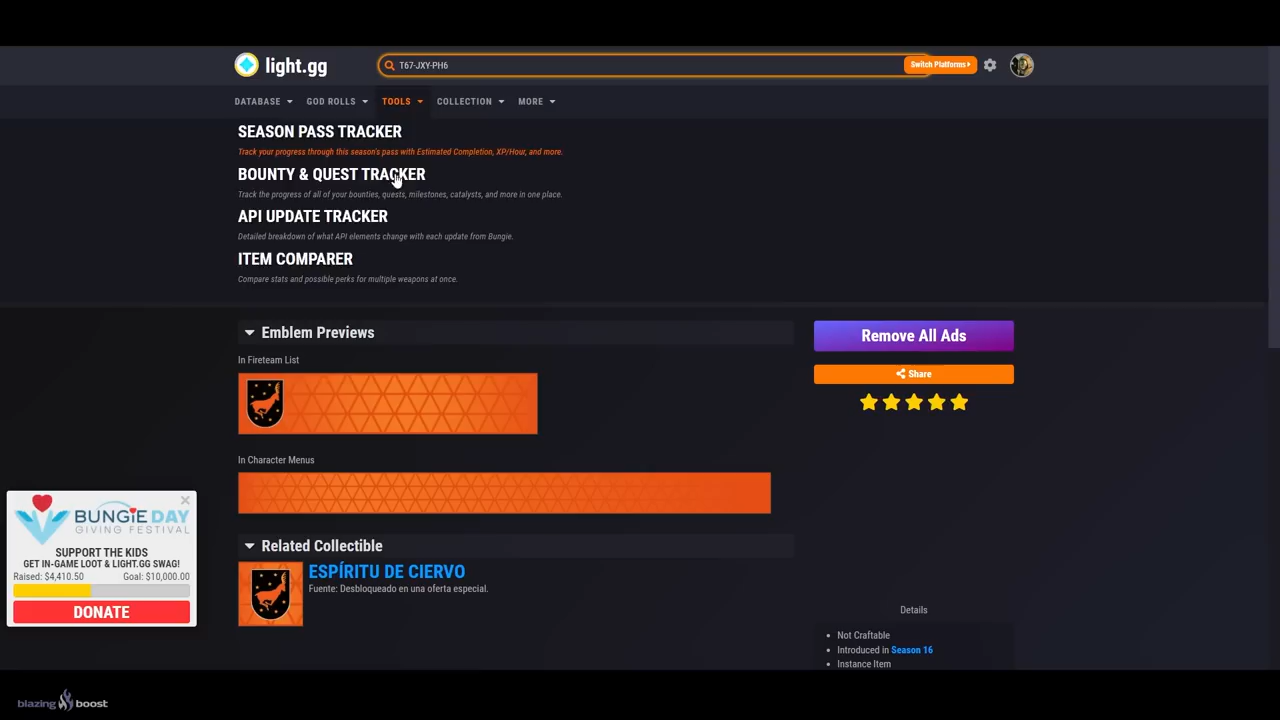 light.gg
T67-JXY-PH6
Switch Platforms
DATABASE
GOD ROLLS
TOOLS
COLLECTION
MORE
SEASON PASS TRACKER
Track your progress through this season's pass with Estimated Completion, XP/Hour, and more.
BOUNTY & QUEST TRACKER
Track the progress of all of your bounties, quests, milestones, catalysts, and more in one place.
API UPDATE TRACKER
Detailed breakdown of what API elements change with each update from Bungie.
ITEM COMPARER
Compare stats and possible perks for multiple weapons at once.
Emblem Previews
In Fireteam List
In Character Menus
Related Collectible
ESPÍRITU DE CIERVO
Fuente: Desbloqueado en una oferta especial.
Remove All Ads
Share
Details
Not Craftable
Introduced in Season 16
Instance Item
BUNGIE DAY
GIVING FESTIVAL
SUPPORT THE KIDS
GET IN-GAME LOOT & LIGHT.GG SWAG!
Raised: $4,410.50 Goal: $10,000.00
DONATE
blazing boost